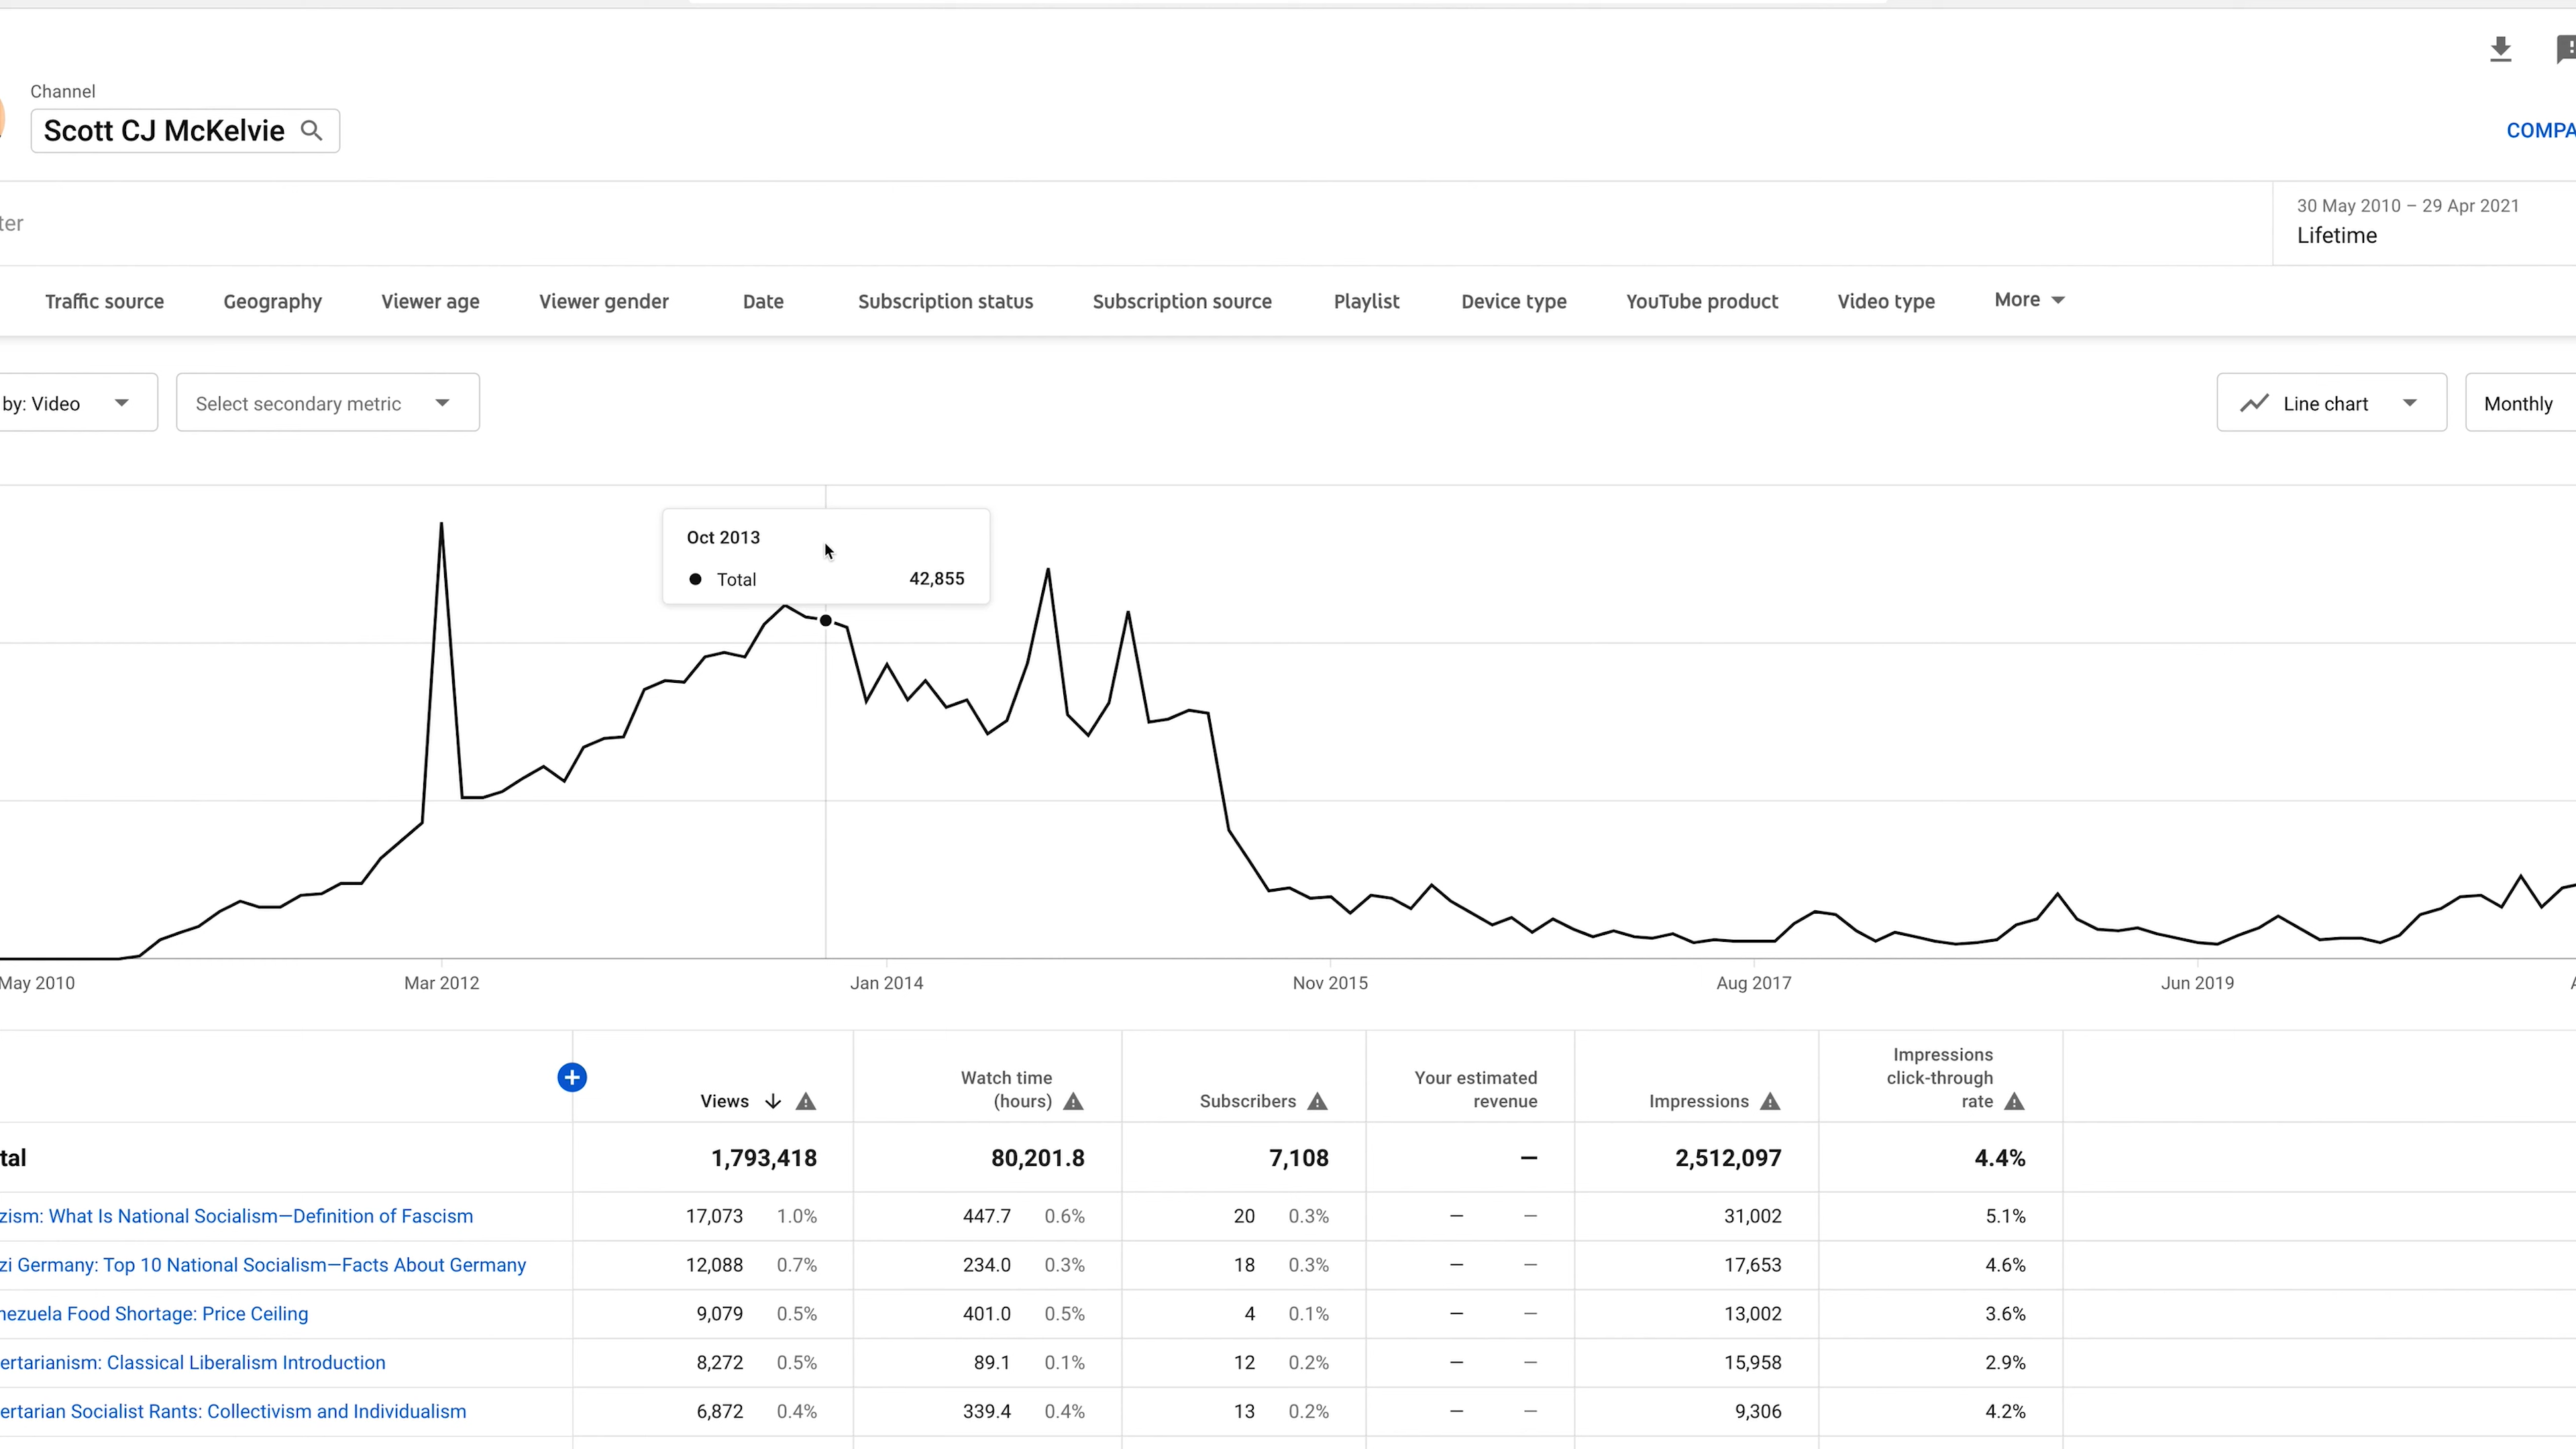 Channel
Scott CJ McKelvie
COMPA
ter
30 May 2010 – 29 Apr 2021
Lifetime
Traffic source Geography Viewer age Viewer gender Date Subscription status Subscription source Playlist Device type YouTube product Video type More
by: Video Select secondary metric Line chart Monthly
Oct 2013
Total 42,855
May 2010 Mar 2012 Jan 2014 Nov 2015 Aug 2017 Jun 2019
Views Watch time (hours) Subscribers Your estimated revenue Impressions Impressions click-through rate
tal 1,793,418 80,201.8 7,108 — 2,512,097 4.4%
zism: What Is National Socialism—Definition of Fascism 17,073 1.0% 447.7 0.6% 20 0.3% — — 31,002 5.1%
zi Germany: Top 10 National Socialism—Facts About Germany 12,088 0.7% 234.0 0.3% 18 0.3% — — 17,653 4.6%
nezuela Food Shortage: Price Ceiling 9,079 0.5% 401.0 0.5% 4 0.1% — — 13,002 3.6%
ertarianism: Classical Liberalism Introduction 8,272 0.5% 89.1 0.1% 12 0.2% — — 15,958 2.9%
ertarian Socialist Rants: Collectivism and Individualism 6,872 0.4% 339.4 0.4% 13 0.2% — — 9,306 4.2%